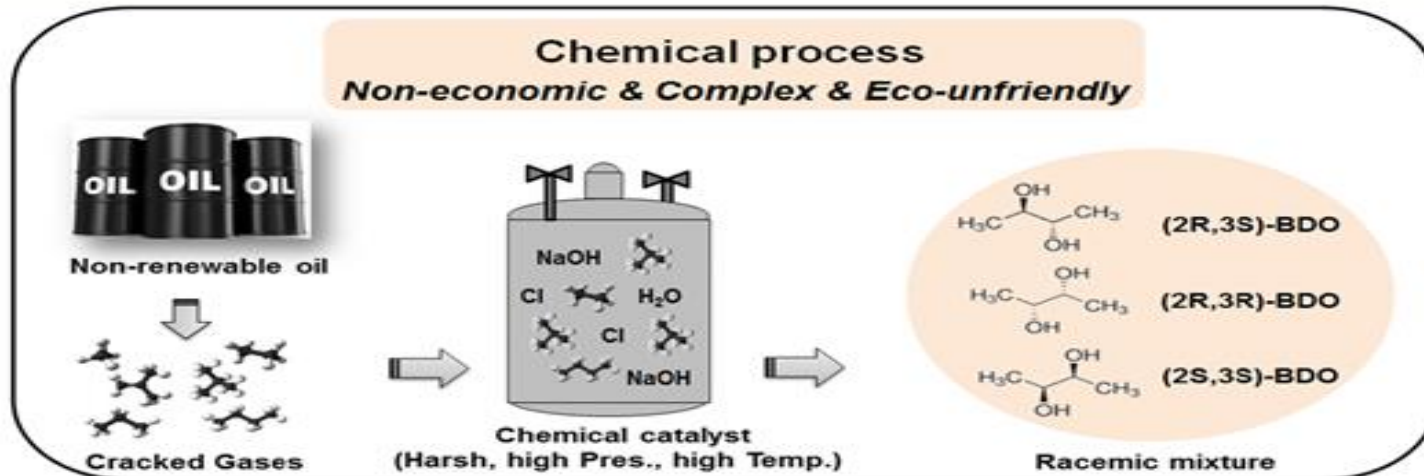 Chemical process
Non-economic & Complex & Eco-unfriendly
OIL OIL OIL
Non-renewable oil
Cracked Gases
NaOH
Cl H₂O
Cl
NaOH
Chemical catalyst
(Harsh, high Pres., high Temp.)
OH
H₃C CH₃ (2R,3S)-BDO
OH
OH
H₃C CH₃ (2R,3R)-BDO
OH
OH
H₃C CH₃ (2S,3S)-BDO
OH
Racemic mixture